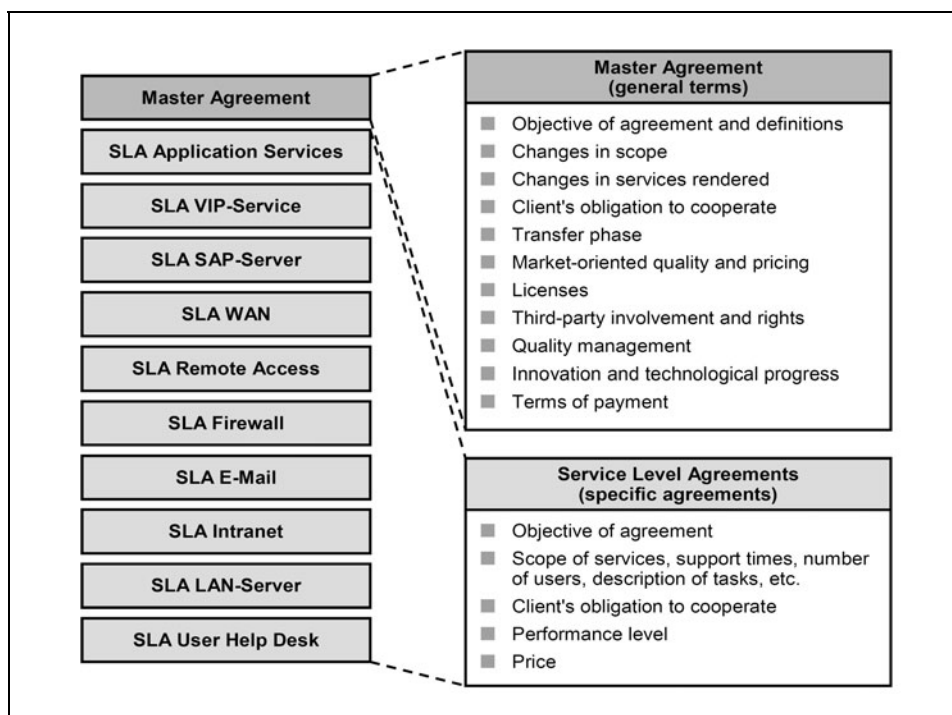 Master Agreement
SLA Application Services
SLA VIP-Service
SLA SAP-Server
SLA WAN
SLA Remote Access
SLA Firewall
SLA E-Mail
SLA Intranet
SLA LAN-Server
SLA User Help Desk
Master Agreement
(general terms)
Objective of agreement and definitions
Changes in scope
Changes in services rendered
Client's obligation to cooperate
Transfer phase
Market-oriented quality and pricing
Licenses
Third-party involvement and rights
Quality management
Innovation and technological progress
Terms of payment
Service Level Agreements
(specific agreements)
Objective of agreement
Scope of services, support times, number
of users, description of tasks, etc.
Client's obligation to cooperate
Performance level
Price